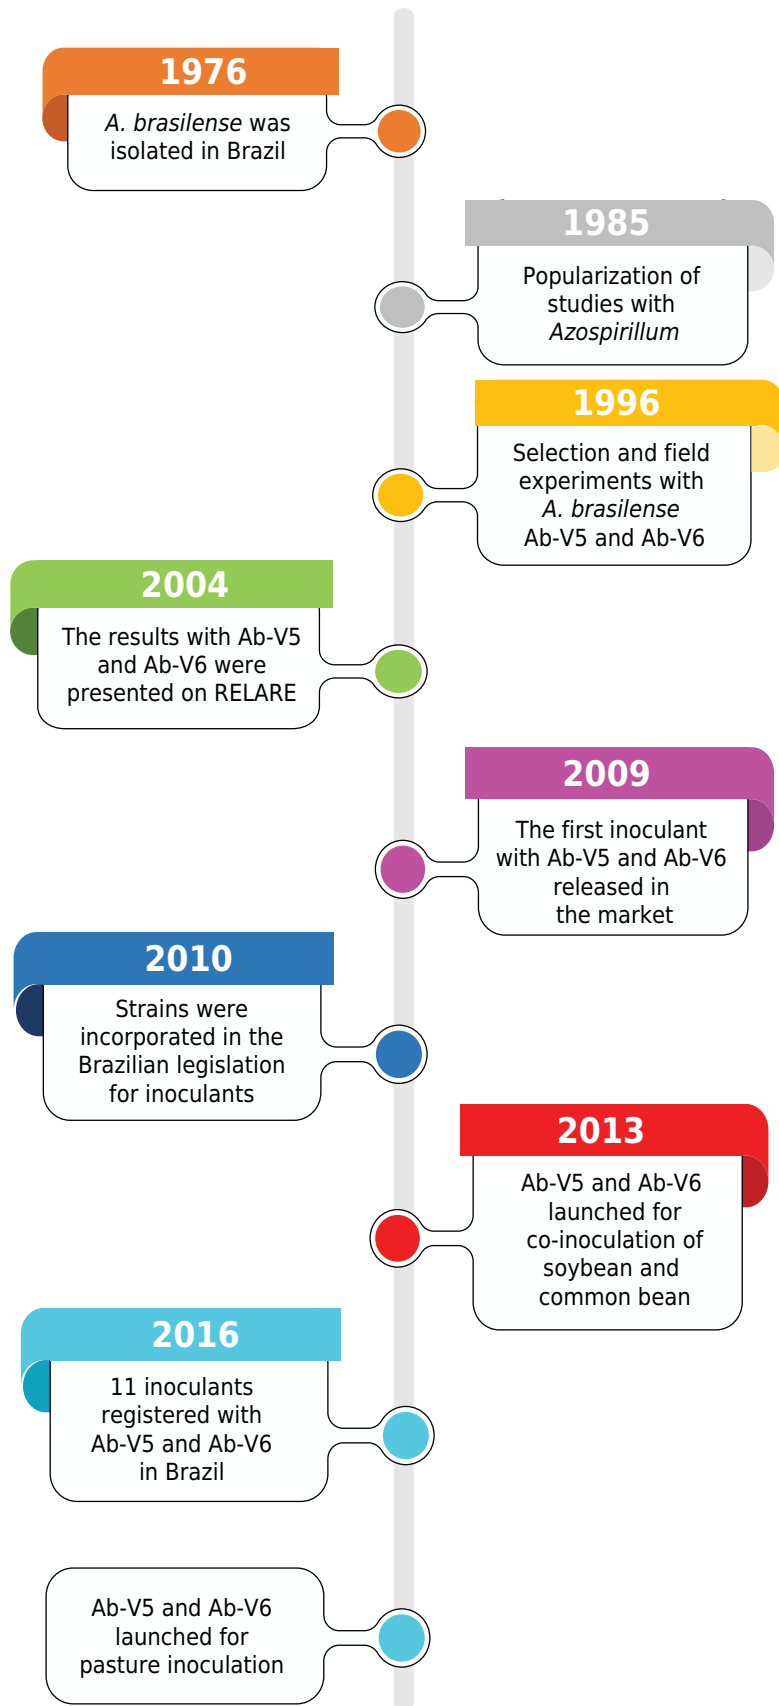 1976
A. brasilense was
isolated in Brazil
1985
Popularization of
studies with
Azospirillum
1996
Selection and field
experiments with
A. brasilense
Ab-V5 and Ab-V6
2004
The results with Ab-V5
and Ab-V6 were
presented on RELARE
2009
The first inoculant
with Ab-V5 and Ab-V6
released in
the market
2010
Strains were
incorporated in the
Brazilian legislation
for inoculants
2013
Ab-V5 and Ab-V6
launched for
co-inoculation of
soybean and
common bean
2016
11 inoculants
registered with
Ab-V5 and Ab-V6
in Brazil
Ab-V5 and Ab-V6
launched for
pasture inoculation